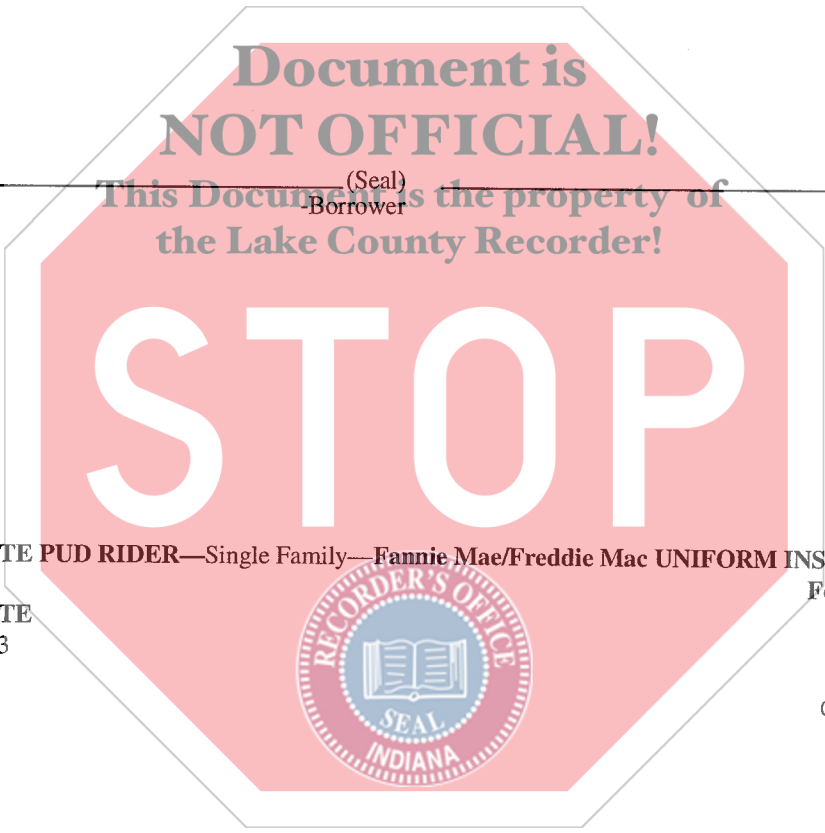 Document is
NOT OFFICIAL!
(Seal)
This Document is the property of
-Borrower
the Lake County Recorder!
STOP
TE PUD RIDER—Single Family—Fannie Mae/Freddie Mac UNIFORM INS
TE
3
RECORDER'S OFFICE
SEAL
INDIANA